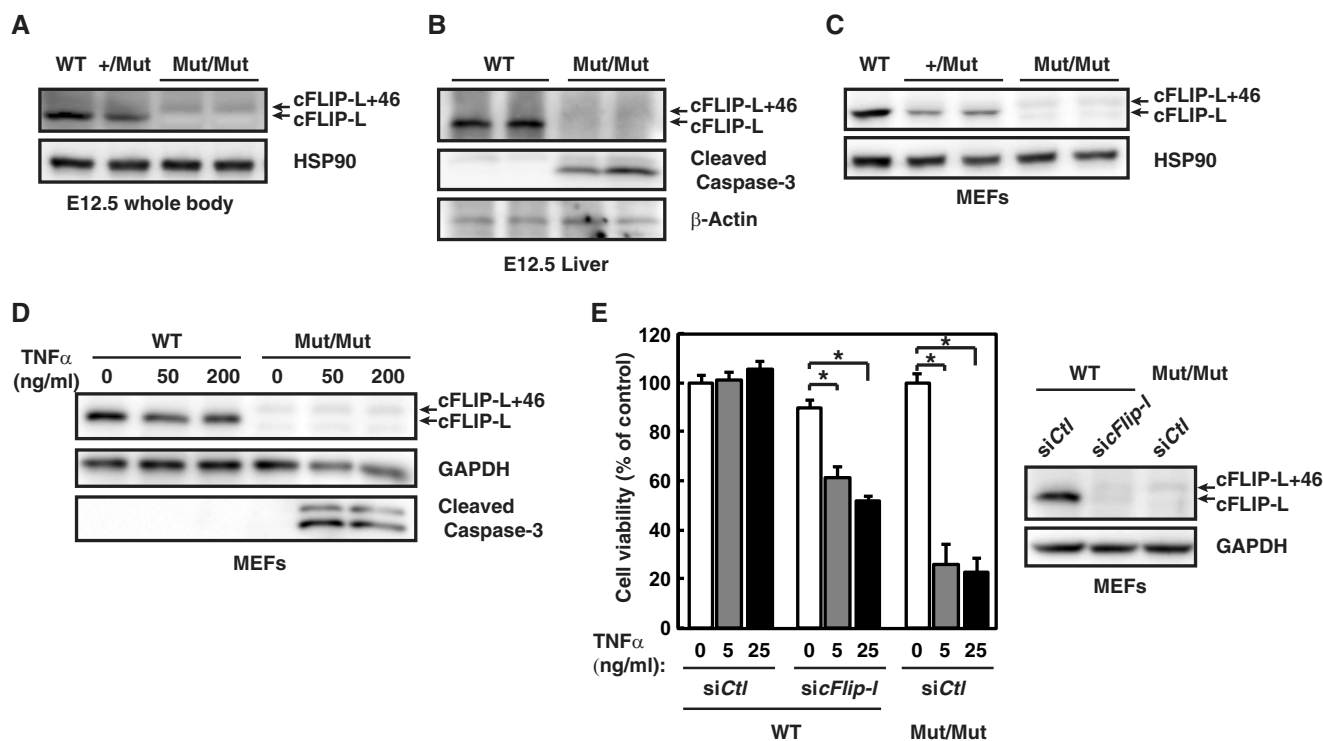 A
WT +/Mut Mut/Mut
cFLIP-L+46
cFLIP-L
HSP90
E12.5 whole body
B
WT Mut/Mut
cFLIP-L+46
cFLIP-L
Cleaved
Caspase-3
β-Actin
E12.5 Liver
C
WT +/Mut Mut/Mut
cFLIP-L+46
cFLIP-L
HSP90
MEFs
D
WT Mut/Mut
TNFα
(ng/ml) 0 50 200 0 50 200
cFLIP-L+46
cFLIP-L
GAPDH
Cleaved
Caspase-3
MEFs
E
Cell viability (% of control)
120
100
80
60
40
20
0
* *
* *
TNFα
(ng/ml): 0 5 25 0 5 25 0 5 25
siCtl sicFlip-l siCtl
WT Mut/Mut
WT Mut/Mut
siCtl sicFlip-l siCtl
cFLIP-L+46
cFLIP-L
GAPDH
MEFs